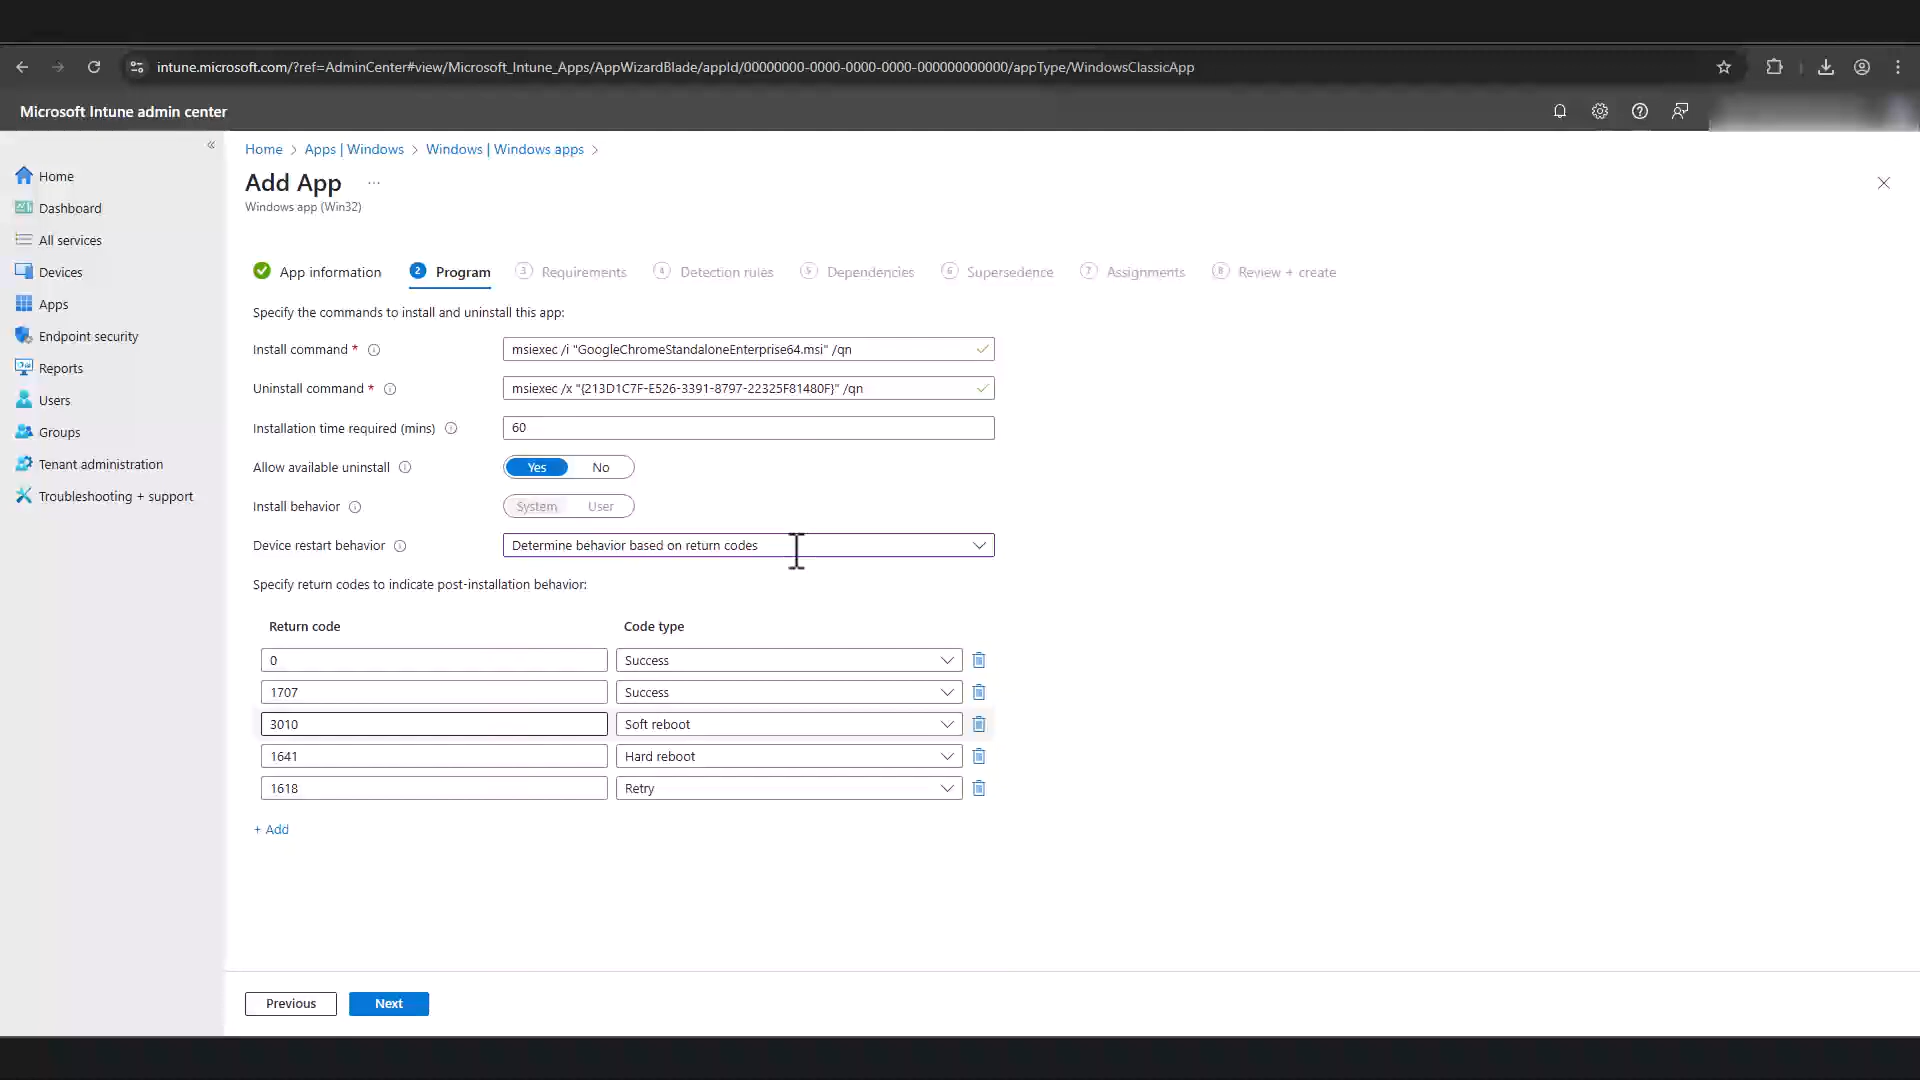 intune.microsoft.com/?ref=AdminCenter#view/Microsoft_Intune_Apps/AppWizardBlade/appId/00000000-0000-0000-0000-000000000000/appType/WindowsClassicApp
Microsoft Intune admin center
Home
Dashboard
All services
Devices
Apps
Endpoint security
Reports
Users
Groups
Tenant administration
Troubleshooting + support
Home > Apps | Windows > Windows | Windows apps >
Add App ...
Windows app (Win32)
App information 2 Program 3 Requirements 4 Detection rules 5 Dependencies 6 Supersedence 7 Assignments 8 Review + create
Specify the commands to install and uninstall this app:
Install command * msiexec /i "GoogleChromeStandaloneEnterprise64.msi" /qn
Uninstall command * msiexec /x "{213D1C7F-E526-3391-8797-22325F81480F}" /qn
Installation time required (mins) 60
Allow available uninstall Yes No
Install behavior System User
Device restart behavior Determine behavior based on return codes
Specify return codes to indicate post-installation behavior:
Return code Code type
0 Success
1707 Success
3010 Soft reboot
1641 Hard reboot
1618 Retry
+ Add
Previous Next